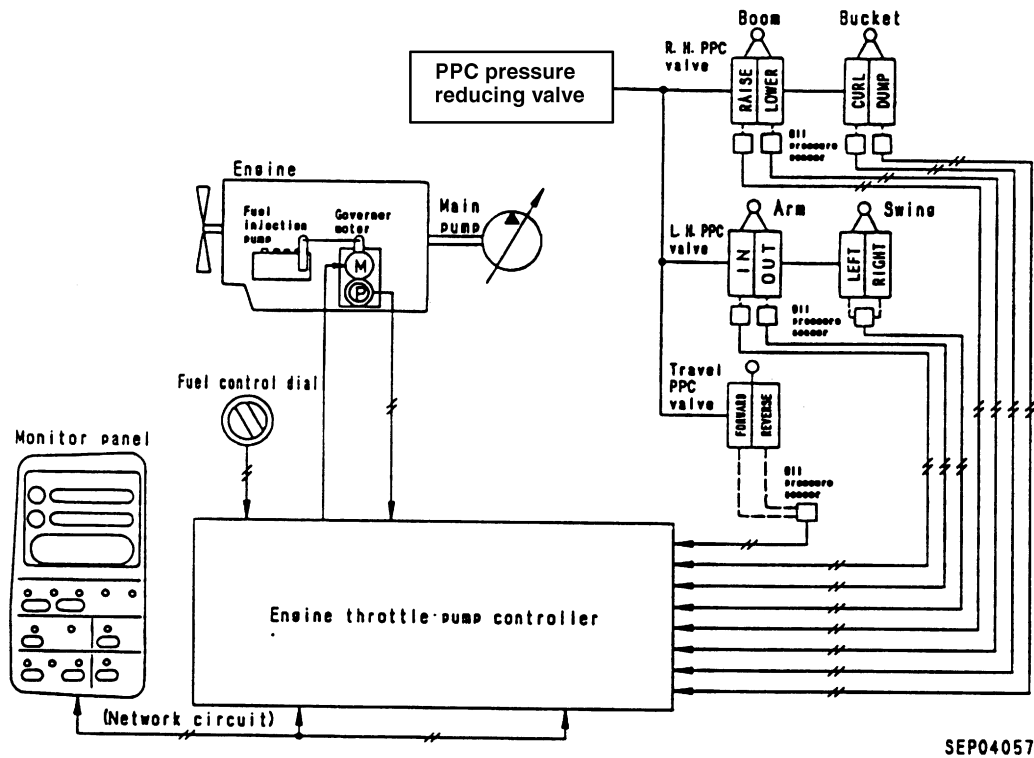 Boom
Bucket
R. H. PPC
valve
RAISE
LOWER
CURL
DUMP
PPC pressure
reducing valve
Oil
pressure
sensor
Engine
Fuel
injection
pump
Governor
motor
M
P
Main
pump
Arm
Swing
L. H. PPC
valve
IN
OUT
LEFT
RIGHT
Oil
pressure
sensor
Travel
PPC
valve
FORWARD
REVERSE
Oil
pressure
sensor
Fuel control dial
Monitor panel
Engine throttle·pump controller
(Network circuit)
SEP04057